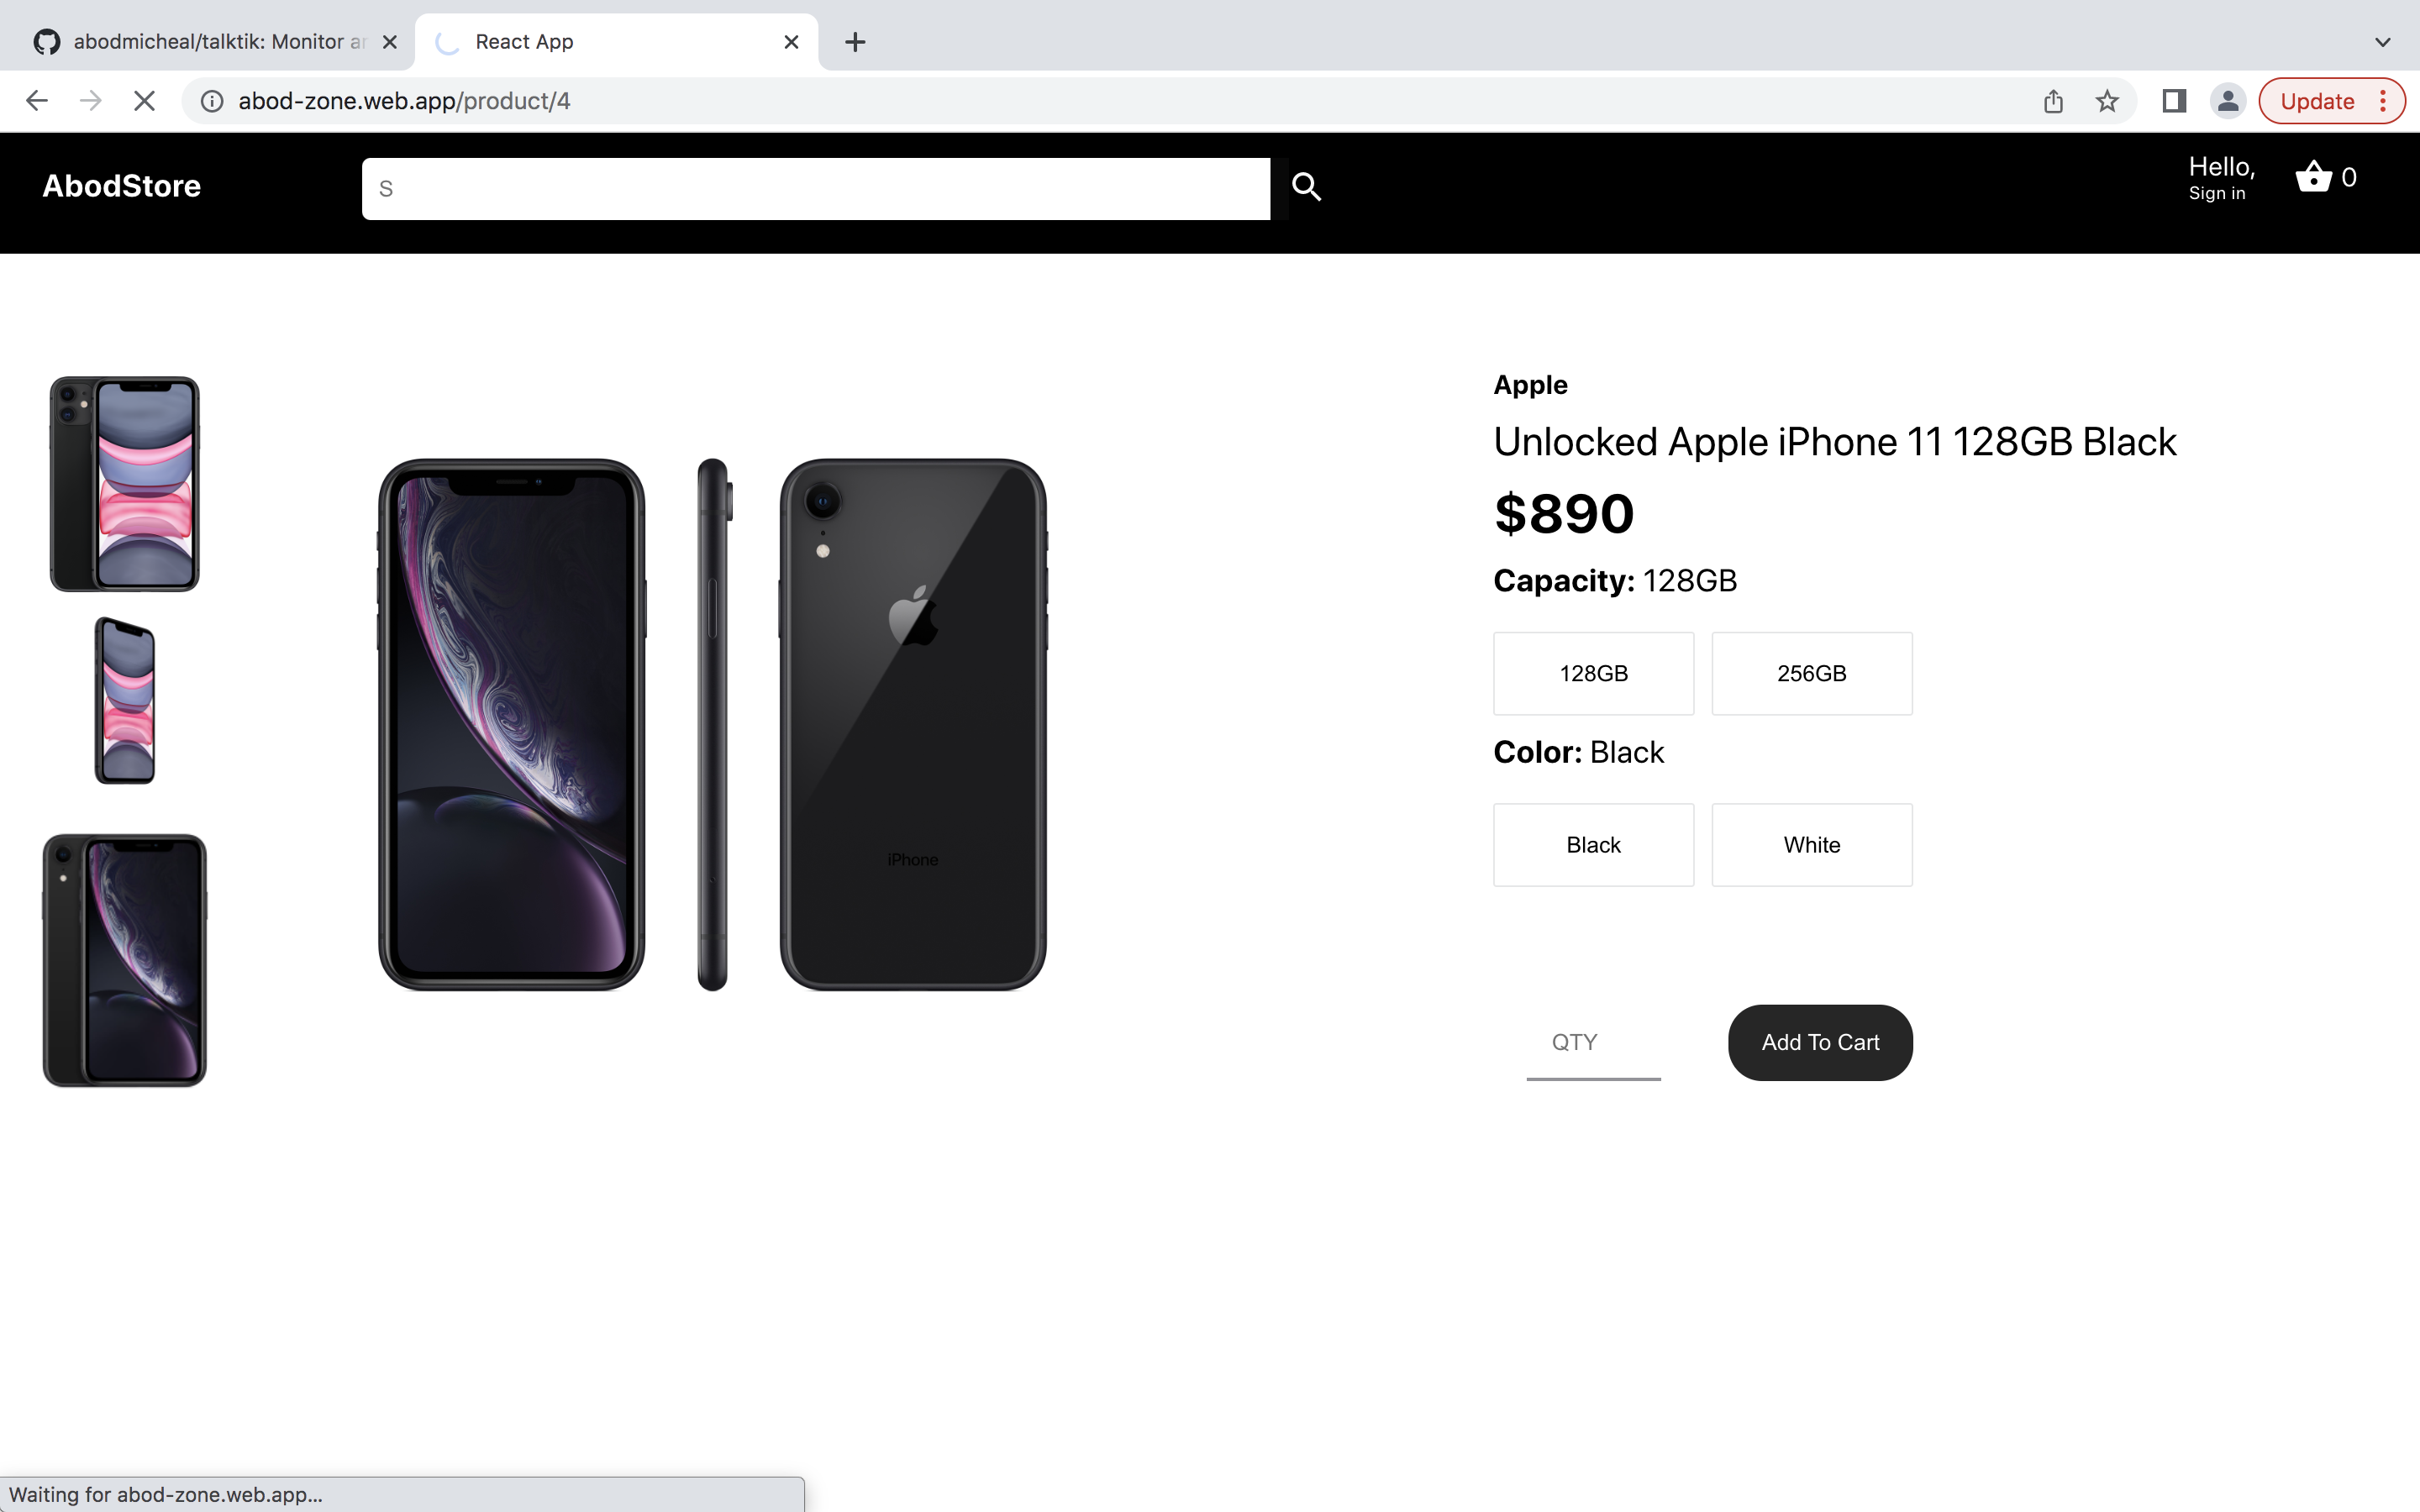 abodmicheal/talktik: Monitor
React App
abod-zone.web.app/product/4
Update
AbodStore
S
Hello,
Sign in
0
Apple
Unlocked Apple iPhone 11 128GB Black
$890
Capacity: 128GB
128GB 256GB
Color: Black
Black White
iPhone
QTY
Add To Cart
Waiting for abod-zone.web.app...